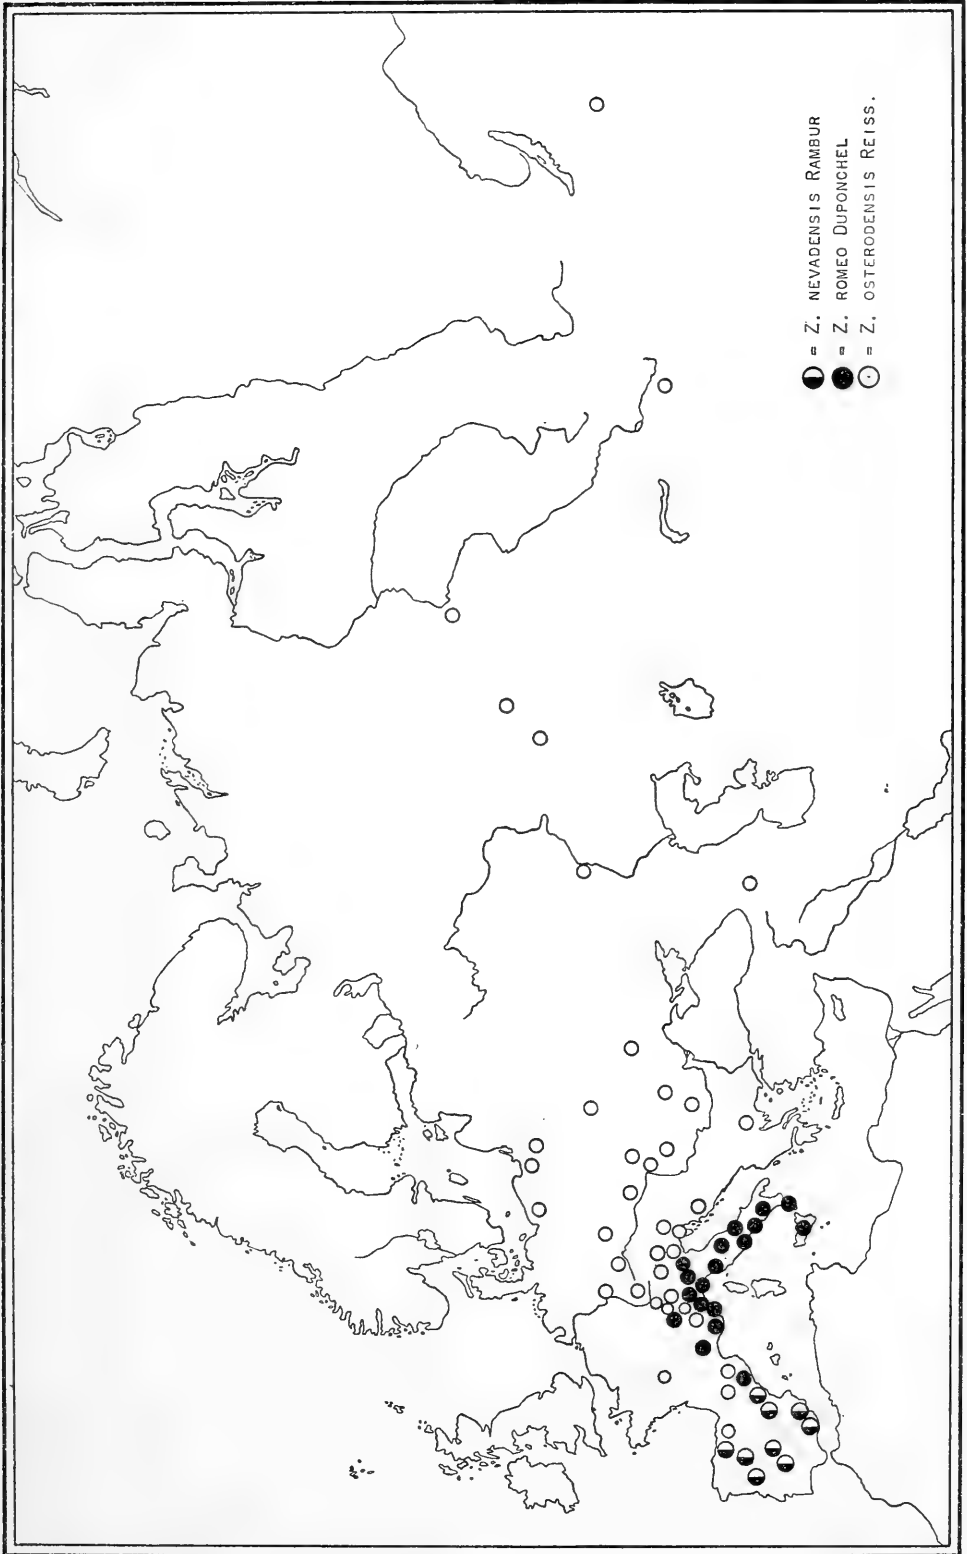 = Z. NEVADENSIS RAMBUR
= Z. ROMEO DUPONCHEL
= Z. OSTERODENSIS REISS.